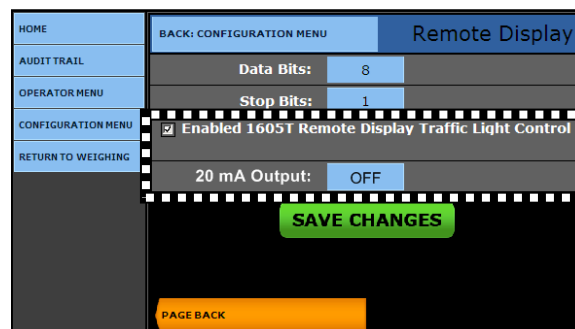 HOME
AUDIT TRAIL
OPERATOR MENU
CONFIGURATION MENU
RETURN TO WEIGHING
BACK: CONFIGURATION MENU
Remote Display
Data Bits: 8
Stop Bits: 1
Enabled 1605T Remote Display Traffic Light Control
20 mA Output: OFF
SAVE CHANGES
PAGE BACK